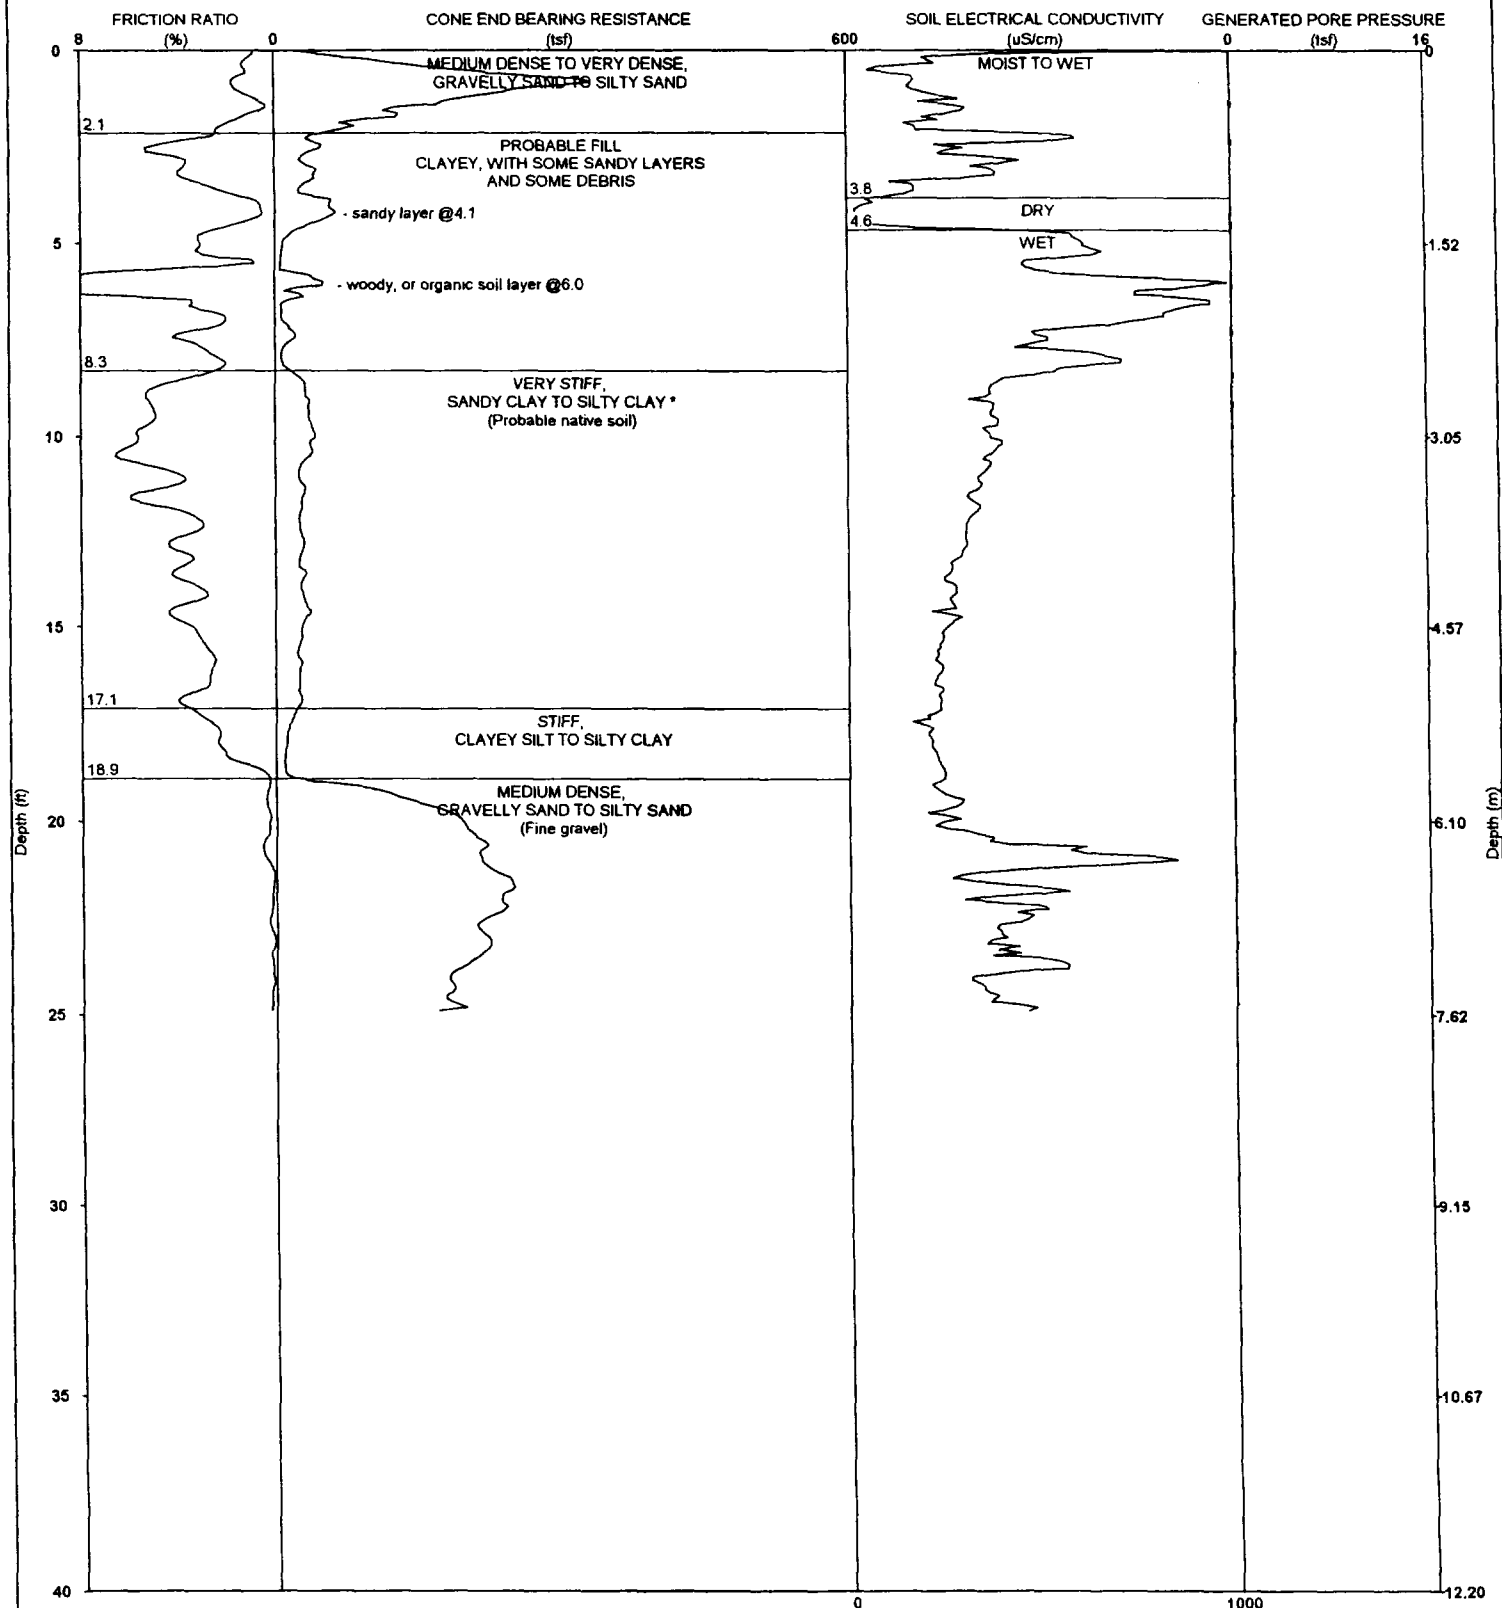 FRICTION RATIO
(%)
8
0
CONE END BEARING RESISTANCE
(tsf)
600
SOIL ELECTRICAL CONDUCTIVITY
(uS/cm)
GENERATED PORE PRESSURE
(tsf)
0
16
0
0
MEDIUM DENSE TO VERY DENSE,
GRAVELLY SAND TO SILTY SAND
MOIST TO WET
2.1
PROBABLE FILL
CLAYEY, WITH SOME SANDY LAYERS
AND SOME DEBRIS
3.8
- sandy layer @4.1
DRY
4.6
WET
5
1.52
- woody, or organic soil layer @6.0
8.3
VERY STIFF,
SANDY CLAY TO SILTY CLAY *
(Probable native soil)
10
3.05
15
4.57
17.1
STIFF,
CLAYEY SILT TO SILTY CLAY
18.9
MEDIUM DENSE,
GRAVELLY SAND TO SILTY SAND
(Fine gravel)
20
6.10
Depth (ft)
Depth (m)
25
7.62
30
9.15
35
10.67
40
12.20
0
1000